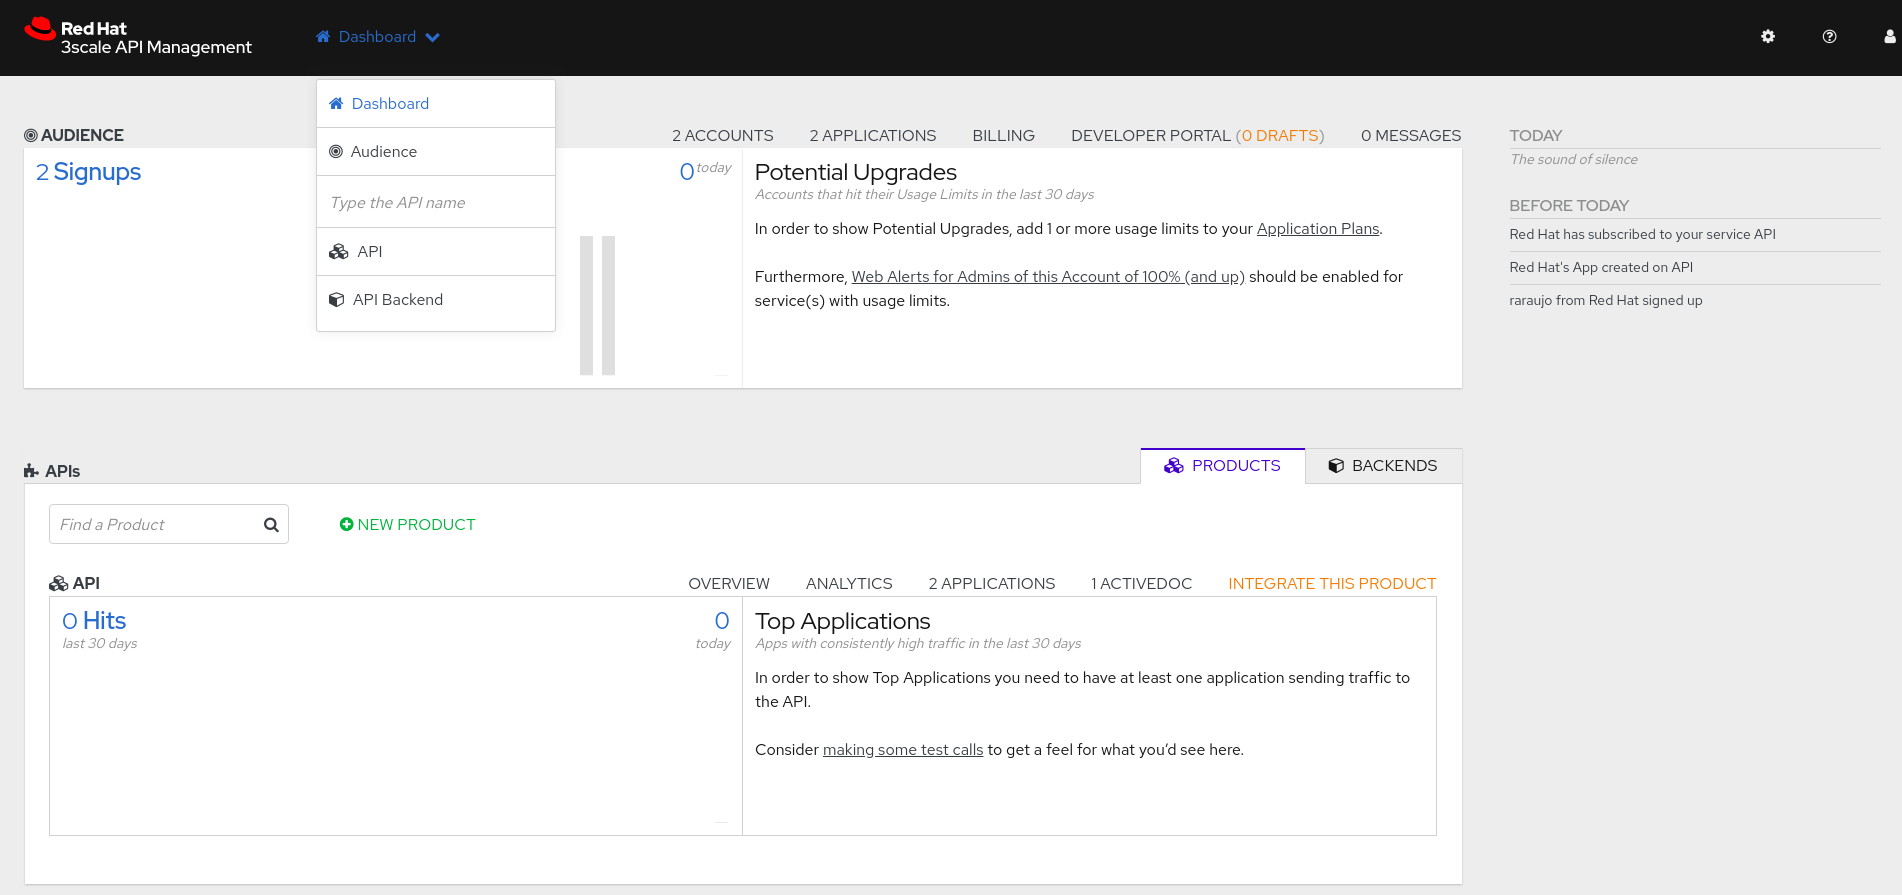 Red Hat
3scale API Management
Dashboard
Dashboard
Audience
Type the API name
API
API Backend
AUDIENCE
2 ACCOUNTS
2 APPLICATIONS
BILLING
DEVELOPER PORTAL (0 DRAFTS)
0 MESSAGES
2 Signups
0 today
Potential Upgrades
Accounts that hit their Usage Limits in the last 30 days
In order to show Potential Upgrades, add 1 or more usage limits to your Application Plans.
Furthermore, Web Alerts for Admins of this Account of 100% (and up) should be enabled for
service(s) with usage limits.
TODAY
The sound of silence
BEFORE TODAY
Red Hat has subscribed to your service API
Red Hat's App created on API
raraujo from Red Hat signed up
APIs
PRODUCTS
BACKENDS
Find a Product
NEW PRODUCT
API
OVERVIEW
ANALYTICS
2 APPLICATIONS
1 ACTIVEDOC
INTEGRATE THIS PRODUCT
0 Hits
last 30 days
0
today
Top Applications
Apps with consistently high traffic in the last 30 days
In order to show Top Applications you need to have at least one application sending traffic to
the API.
Consider making some test calls to get a feel for what you’d see here.